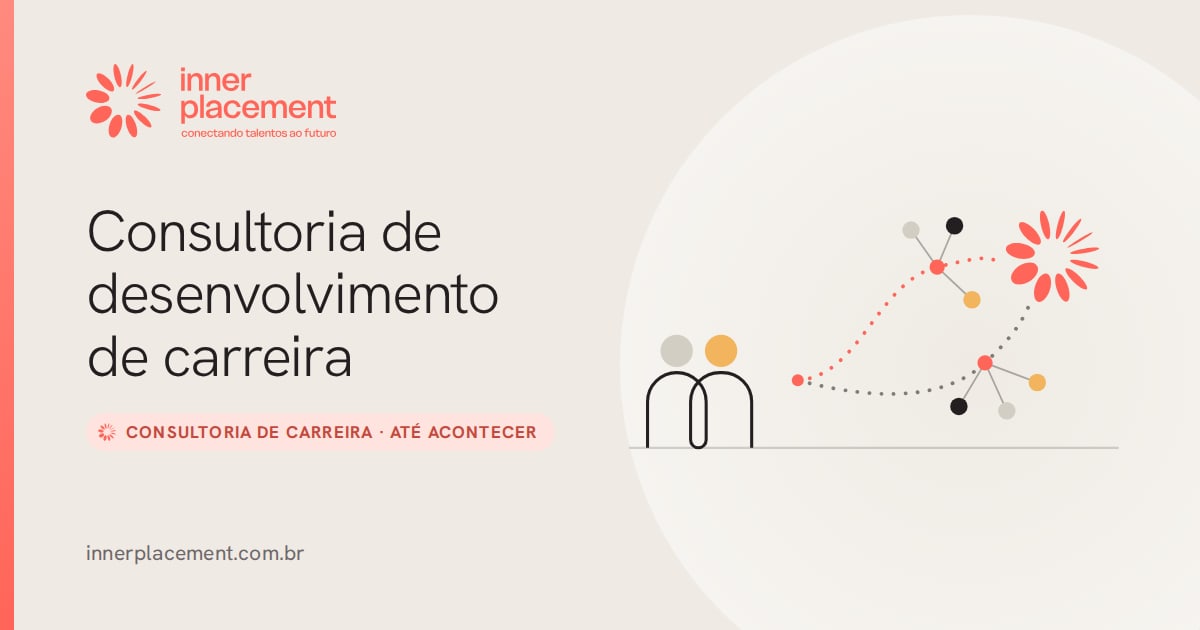 inner
placement
conectando talentos ao futuro
Consultoria de
desenvolvimento
de carreira
CONSULTORIA DE CARREIRA · ATÉ ACONTECER
innerplacement.com.br